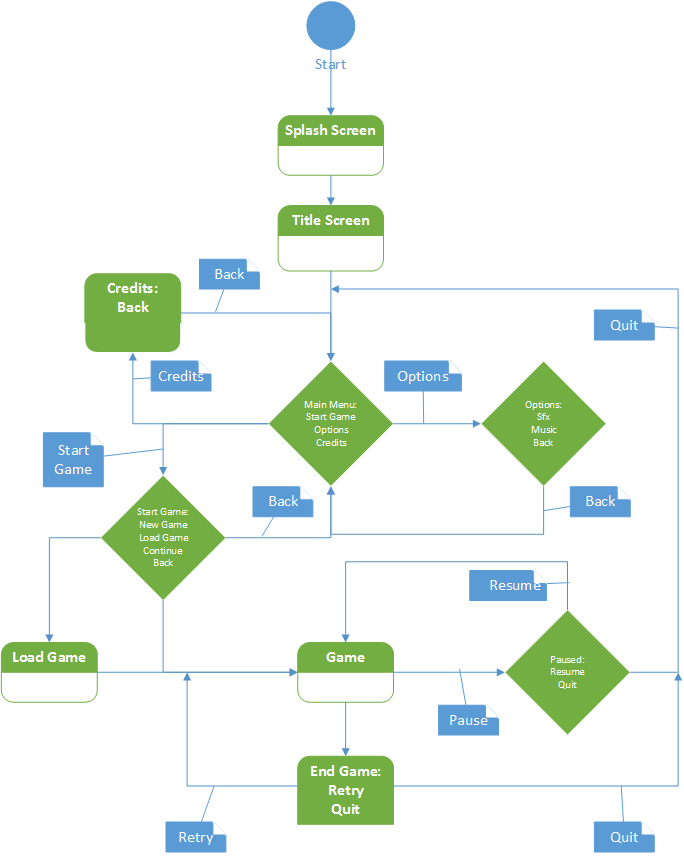 Start
Splash Screen
Title Screen
Back
Credits:
Back
Quit
Credits
Options
Main Menu:
Start Game
Options
Credits
Options:
Sfx
Music
Back
Start
Game
Back
Back
Start Game:
New Game
Load Game
Continue
Back
Resume
Load Game
Game
Paused:
Resume
Quit
Pause
End Game:
Retry
Quit
Retry
Quit